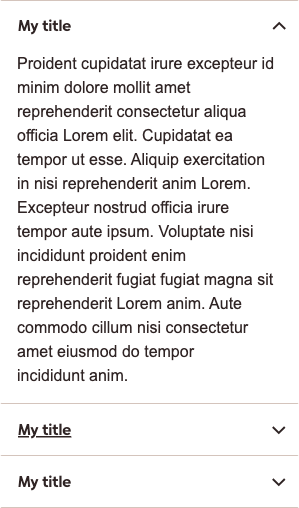 My title
Proident cupidatat irure excepteur id
minim dolore mollit amet
reprehenderit consectetur aliqua
officia Lorem elit. Cupidatat ea
tempor ut esse. Aliquip exercitation
in nisi reprehenderit anim Lorem.
Excepteur nostrud officia irure
tempor aute ipsum. Voluptate nisi
incididunt proident enim
reprehenderit fugiat fugiat magna sit
reprehenderit Lorem anim. Aute
commodo cillum nisi consectetur
amet eiusmod do tempor
incididunt anim.
My title
My title